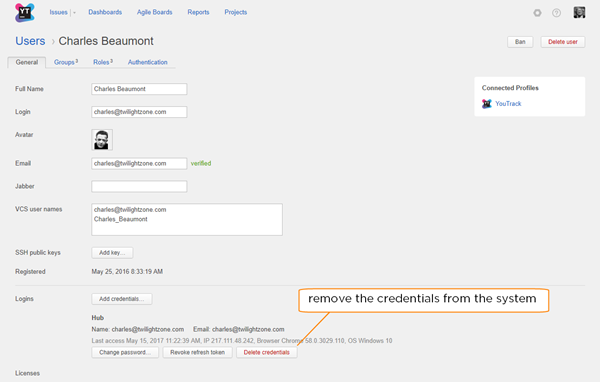 YT
Issues | Dashboards Agile Boards Reports Projects
Users › Charles Beaumont
Ban Delete user
General Groups 3 Roles 3 Authentication
Full Name Charles Beaumont
Connected Profiles
YouTrack
Login charles@twilightzone.com
Avatar
Email charles@twilightzone.com verified
Jabber
VCS user names charles@twilightzone.com
Charles_Beaumont
SSH public keys Add key...
Registered May 25, 2016 8:33:19 AM
Logins Add credentials...
remove the credentials from the system
Hub
Name: charles@twilightzone.com Email: charles@twilightzone.com
Last access May 15, 2017 11:22:39 AM, IP 217.111.48.242, Browser Chrome 58.0.3029.110, OS Windows 10
Change password... Revoke refresh token Delete credentials
Licenses